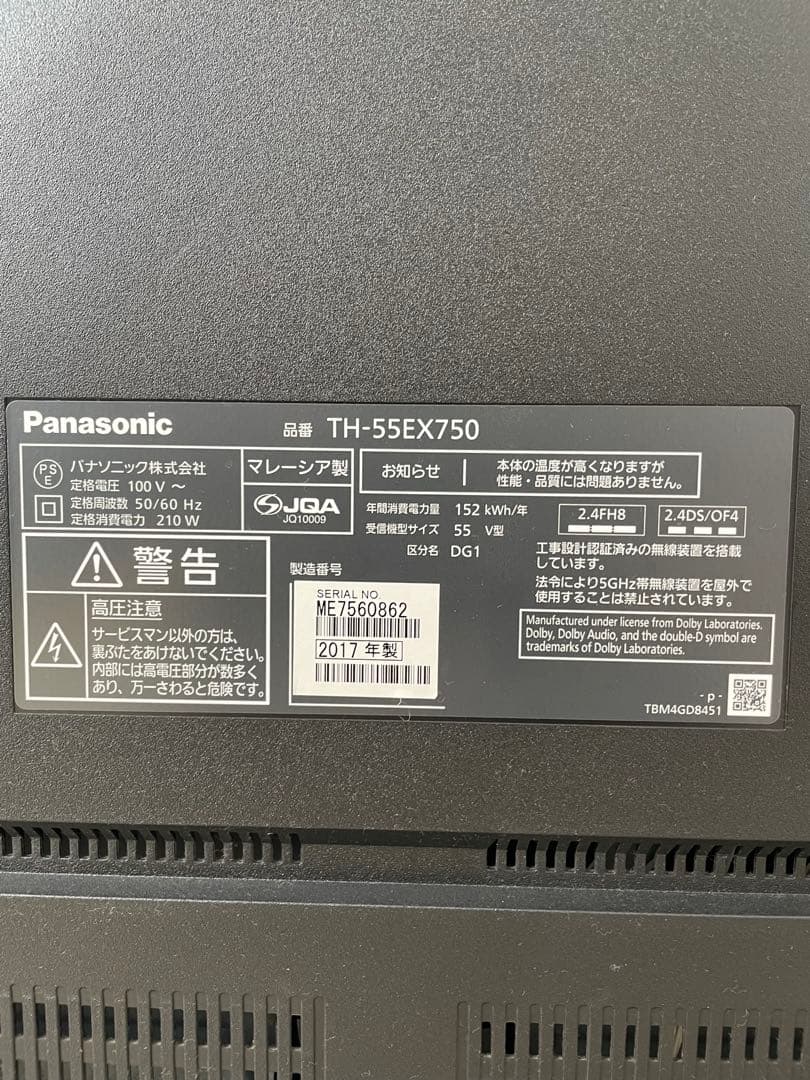 Panasonic
品番 TH-55EX750
PS
E
パナソニック株式会社
定格電圧 100 V ～
定格周波数 50/60 Hz
定格消費電力 210 W
マレーシア製
JQA
JQ10009
お知らせ
本体の温度が高くなりますが
性能・品質には問題ありません。
年間消費電力量 152 kWh/年
受信機型サイズ 55 V型
区分名 DG1
2.4FH8
2.4DS/OF4
工事設計認証済みの無線装置を搭載
しています。
法令により5GHz帯無線装置を屋外で
使用することは禁止されています。
警告
高圧注意
サービスマン以外の方は、
裏ぶたをあけないでください。
内部には高電圧部分が数多く
あり、万一さわると危険です。
製造番号
SERIAL NO.
ME7560862
2017 年製
Manufactured under license from Dolby Laboratories.
Dolby, Dolby Audio, and the double-D symbol are
trademarks of Dolby Laboratories.
- p -
TBM4GD8451